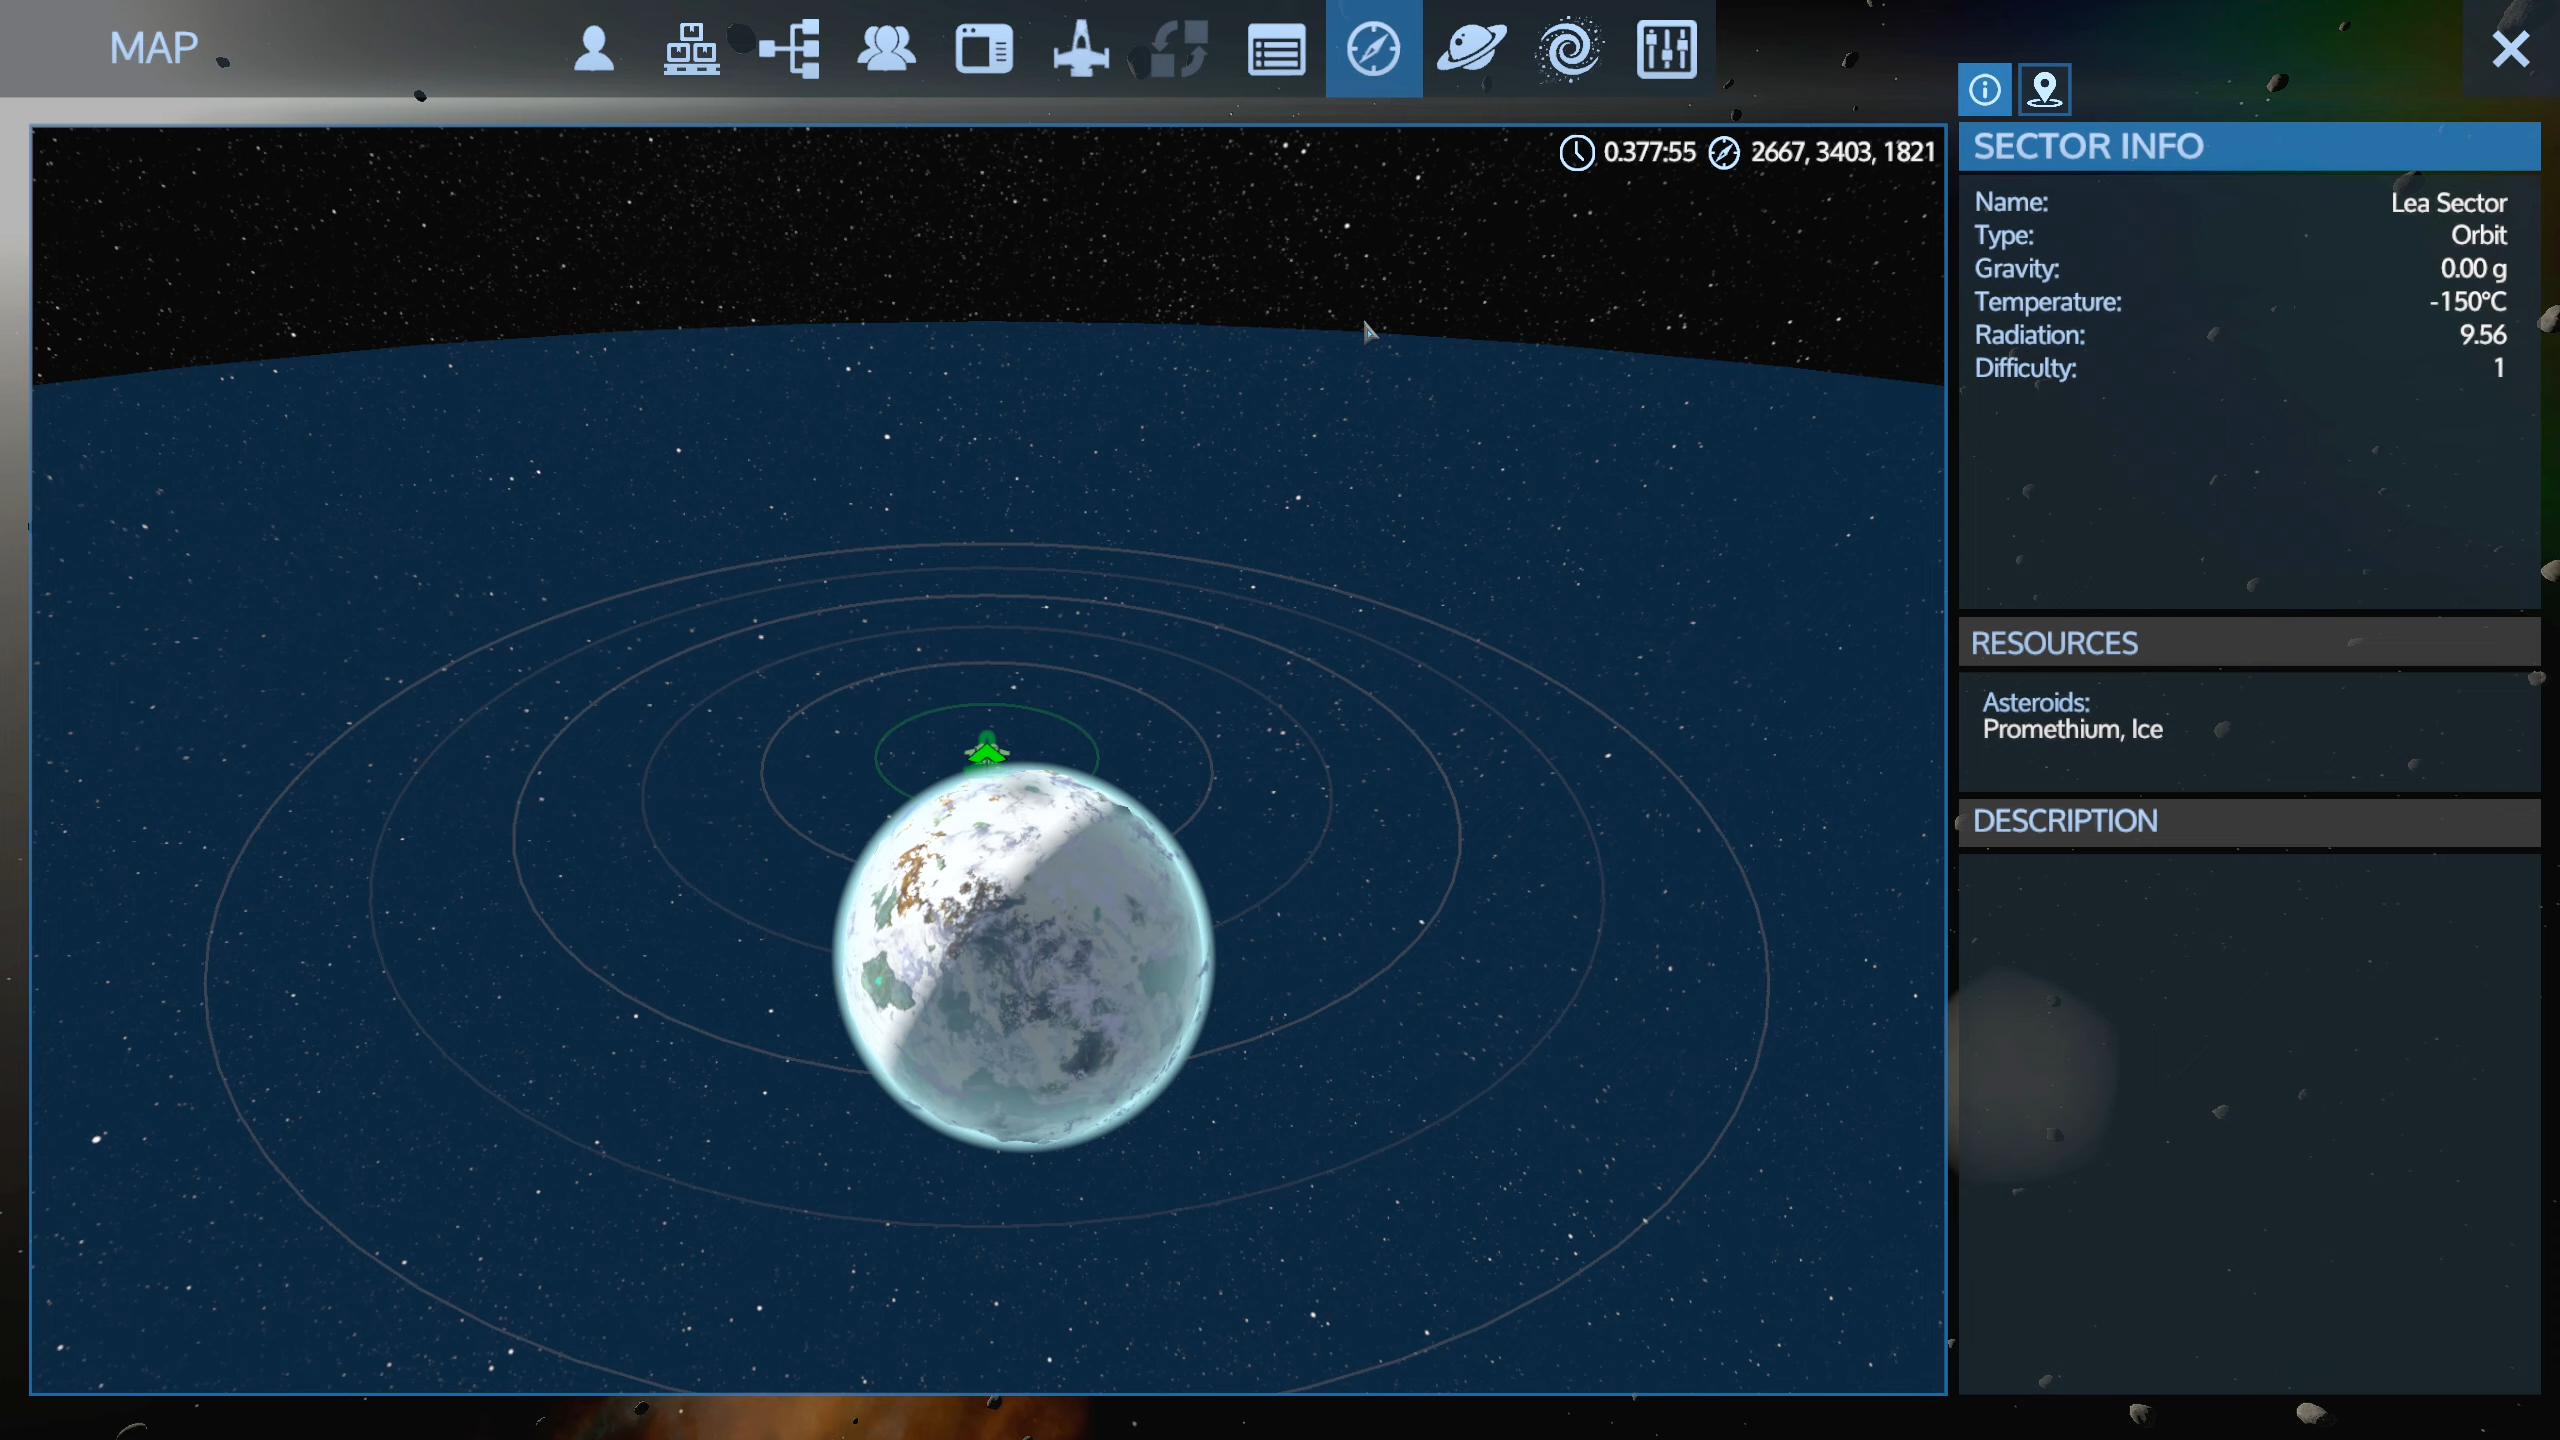 MAP
0.377:55 2667, 3403, 1821
SECTOR INFO
Name: Lea Sector
Type: Orbit
Gravity: 0.00 g
Temperature: -150°C
Radiation: 9.56
Difficulty: 1
RESOURCES
Asteroids:
Promethium, Ice
DESCRIPTION